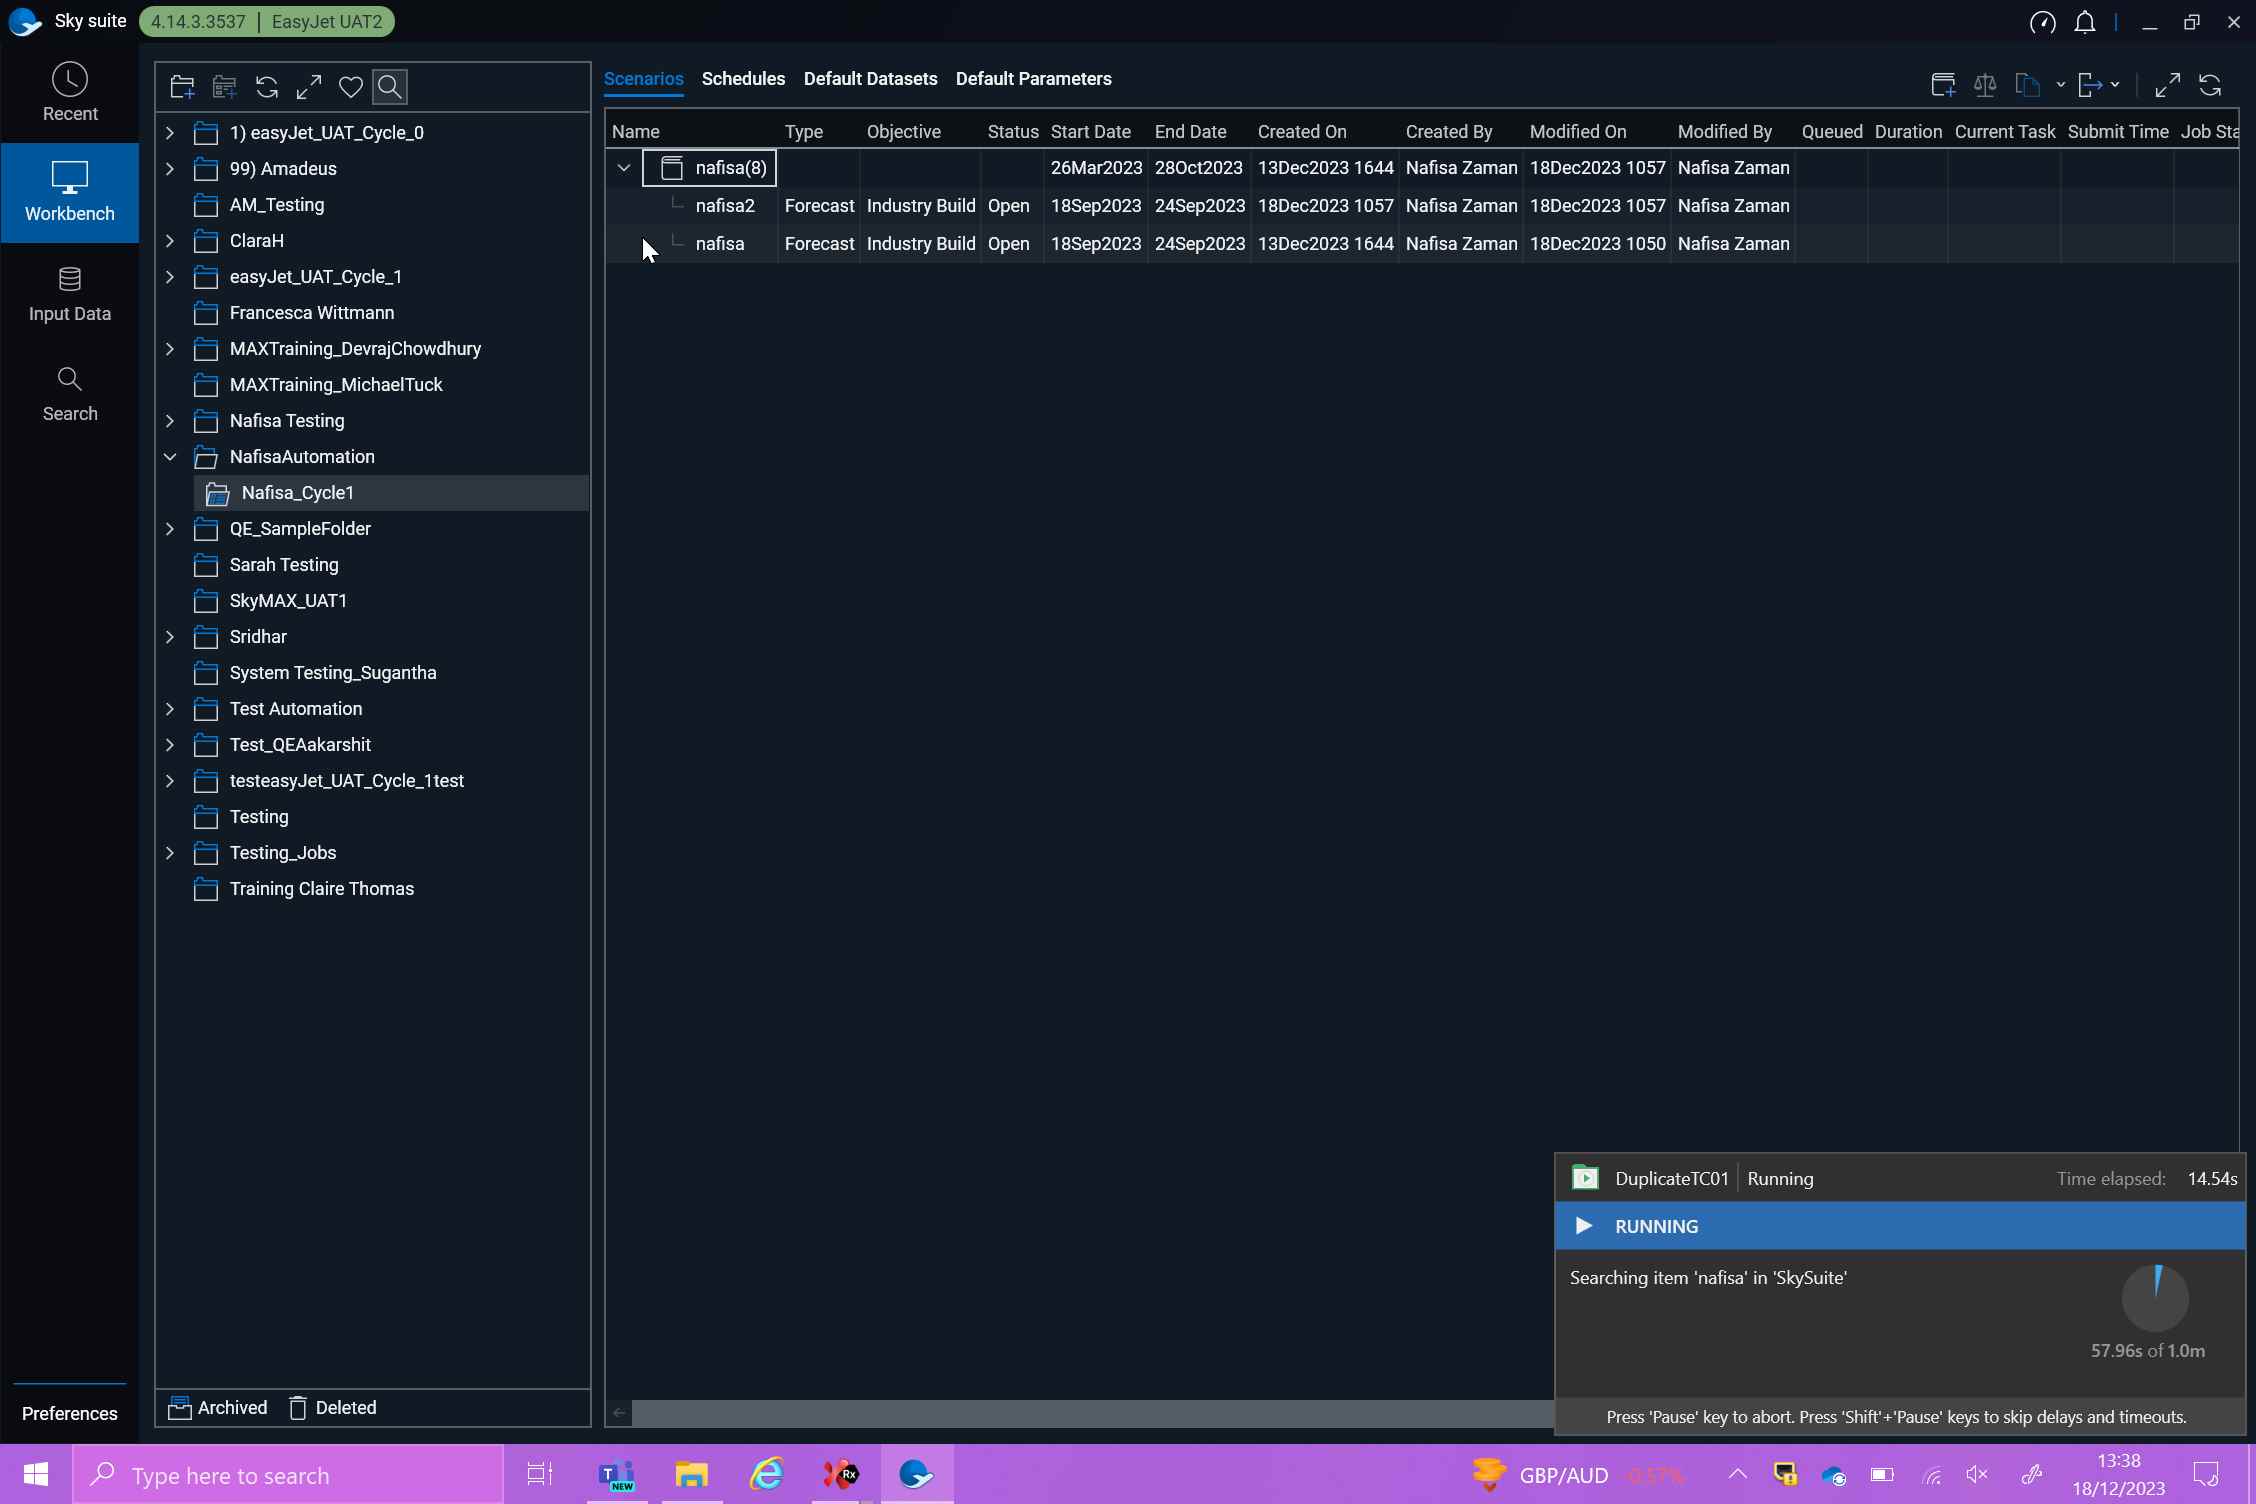 Sky suite 4.14.3.3537 | EasyJet UAT2
Recent
Workbench
Input Data
Search
Preferences
1) easyJet_UAT_Cycle_0
99) Amadeus
AM_Testing
ClaraH
easyJet_UAT_Cycle_1
Francesca Wittmann
MAXTraining_DevrajChowdhury
MAXTraining_MichaelTuck
Nafisa Testing
NafisaAutomation
Nafisa_Cycle1
QE_SampleFolder
Sarah Testing
SkyMAX_UAT1
Sridhar
System Testing_Sugantha
Test Automation
Test_QEAakarshit
testeasyJet_UAT_Cycle_1test
Testing
Testing_Jobs
Training Claire Thomas
Archived Deleted
Scenarios Schedules Default Datasets Default Parameters
Name Type Objective Status Start Date End Date Created On Created By Modified On Modified By Queued Duration Current Task Submit Time Job Sta
nafisa(8) 26Mar2023 28Oct2023 13Dec2023 1644 Nafisa Zaman 18Dec2023 1057 Nafisa Zaman
nafisa2 Forecast Industry Build Open 18Sep2023 24Sep2023 18Dec2023 1057 Nafisa Zaman 18Dec2023 1057 Nafisa Zaman
nafisa Forecast Industry Build Open 18Sep2023 24Sep2023 13Dec2023 1644 Nafisa Zaman 18Dec2023 1050 Nafisa Zaman
DuplicateTC01 | Running Time elapsed: 14.54s
RUNNING
Searching item 'nafisa' in 'SkySuite'
57.96s of 1.0m
Press 'Pause' key to abort. Press 'Shift'+'Pause' keys to skip delays and timeouts.
Type here to search
T NEW
Rx
GBP/AUD -0.57%
13:38
18/12/2023